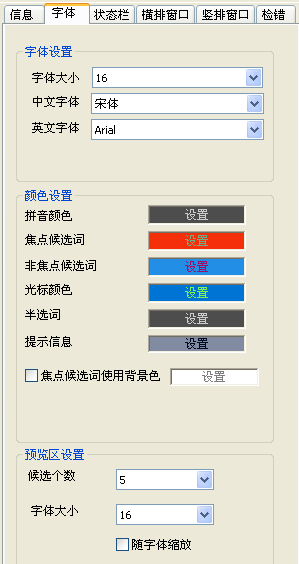 信息 字体 状态栏 横排窗口 竖排窗口 检错
字体设置
字体大小 16
中文字体 宋体
英文字体 Arial
颜色设置
拼音颜色 设置
焦点候选词 设置
非焦点候选词 设置
光标颜色 设置
半选词 设置
提示信息 设置
焦点候选词使用背景色 设置
预览区设置
候选个数 5
字体大小 16
随字体缩放